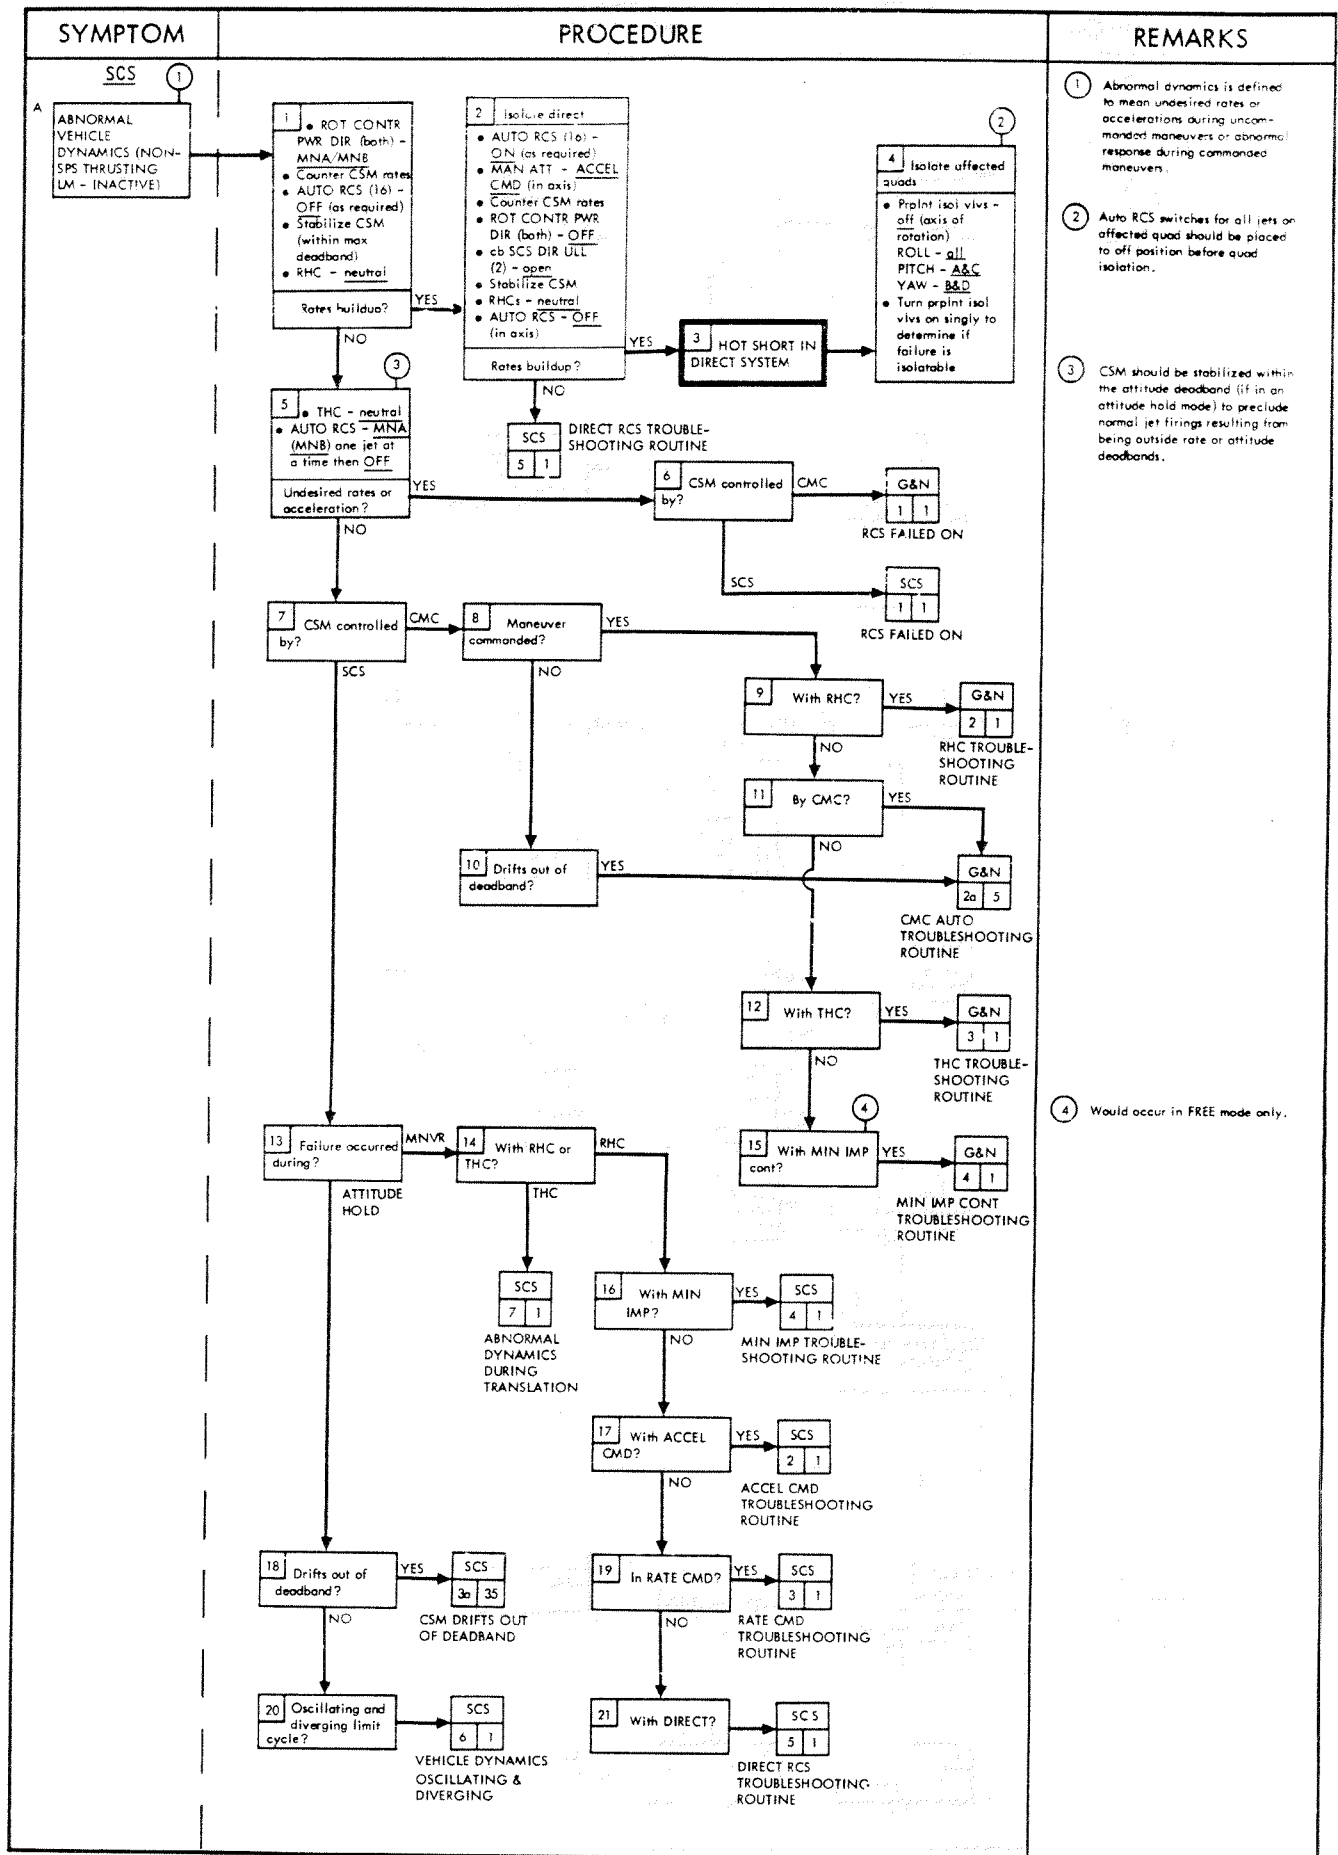 SYMPTOM
PROCEDURE
REMARKS
SCS
1
A
ABNORMAL
VEHICLE
DYNAMICS (NON-
SPS THRUSTING
LM - INACTIVE)
1
• ROT CONTR
PWR DIR (both) -
MNA/MNB
• Counter CSM rates
• AUTO RCS (16) -
OFF (as required)
• Stabilize CSM
(within max
deadband)
• RHC - neutral
Rates buildup?
YES
NO
2
Isolate direct
• AUTO RCS (16) -
ON (as required)
• MAN ATT - ACCEL
CMD (in axis)
• Counter CSM rates
• ROT CONTR PWR
DIR (both) - OFF
• cb SCS DIR ULL
(2) - open
• Stabilize CSM
• RHCs - neutral
• AUTO RCS - OFF
(in axis)
Rates buildup?
YES
NO
3
HOT SHORT IN
DIRECT SYSTEM
2
4
Isolate affected
quads
• Prplnt isol vlvs -
off (axis of
rotation)
ROLL - all
PITCH - A&C
YAW - B&D
• Turn prplnt isol
vlvs on singly to
determine if
failure is
isolatable
SCS
5 1
DIRECT RCS TROUBLE-
SHOOTING ROUTINE
3
5
• THC - neutral
• AUTO RCS - MNA
(MNB) one jet at
a time then OFF
Undesired rates or
acceleration?
YES
NO
6
CSM controlled
by?
CMC
G&N
1 1
RCS FAILED ON
SCS
SCS
1 1
RCS FAILED ON
7
CSM controlled
by?
CMC
SCS
8
Maneuver
commanded?
YES
NO
9
With RHC?
YES
NO
G&N
2 1
RHC TROUBLE-
SHOOTING
ROUTINE
11
By CMC?
YES
NO
10
Drifts out of
deadband?
YES
G&N
2a 5
CMC AUTO
TROUBLESHOOTING
ROUTINE
12
With THC?
YES
NO
G&N
3 1
THC TROUBLE-
SHOOTING
ROUTINE
4
15
With MIN IMP
cont?
YES
G&N
4 1
MIN IMP CONT
TROUBLESHOOTING
ROUTINE
13
Failure occurred
during?
MNVR
ATTITUDE
HOLD
14
With RHC or
THC?
RHC
THC
SCS
7 1
ABNORMAL
DYNAMICS
DURING
TRANSLATION
16
With MIN
IMP?
YES
NO
SCS
4 1
MIN IMP TROUBLE-
SHOOTING ROUTINE
17
With ACCEL
CMD?
YES
NO
SCS
2 1
ACCEL CMD
TROUBLESHOOTING
ROUTINE
18
Drifts out of
deadband?
YES
NO
SCS
3a 35
CSM DRIFTS OUT
OF DEADBAND
19
In RATE CMD?
YES
NO
SCS
3 1
RATE CMD
TROUBLESHOOTING
ROUTINE
20
Oscillating and
diverging limit
cycle?
SCS
6 1
VEHICLE DYNAMICS
OSCILLATING &
DIVERGING
21
With DIRECT?
SCS
5 1
DIRECT RCS
TROUBLESHOOTING
ROUTINE
1
Abnormal dynamics is defined
to mean undesired rates or
accelerations during uncom-
manded maneuvers or abnormal
response during commanded
maneuvers.
2
Auto RCS switches for all jets on
affected quad should be placed
to off position before quad
isolation.
3
CSM should be stabilized within
the attitude deadband (if in an
attitude hold mode) to preclude
normal jet firings resulting from
being outside rate or attitude
deadbands.
4
Would occur in FREE mode only.